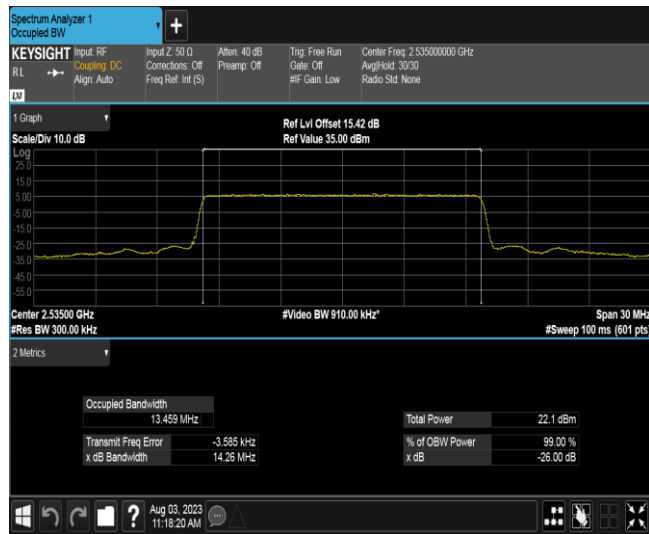 Spectrum Analyzer 1
Occupied BW
+
KEYSIGHT
RL
LXI
Input: RF
Coupling: DC
Align: Auto
Input Z: 50 Ω
Corrections: Off
Freq Ref: Int (S)
Atten: 40 dB
Preamp: Off
Trig: Free Run
Gate: Off
#IF Gain: Low
Center Freq: 2.535000000 GHz
Avg|Hold: 30/30
Radio Std: None
1 Graph
Scale/Div 10.0 dB
Ref Lvl Offset 15.42 dB
Ref Value 35.00 dBm
Log
25.0
15.0
5.00
-5.00
-15.0
-25.0
-35.0
-45.0
-55.0
Center 2.53500 GHz
#Video BW 910.00 kHz*
Span 30 MHz
#Res BW 300.00 kHz
#Sweep 100 ms (601 pts)
2 Metrics
Occupied Bandwidth
13.459 MHz
Total Power 22.1 dBm
Transmit Freq Error -3.585 kHz
% of OBW Power 99.00 %
x dB Bandwidth 14.26 MHz
x dB -26.00 dB
?
Aug 03, 2023
11:18:20 AM